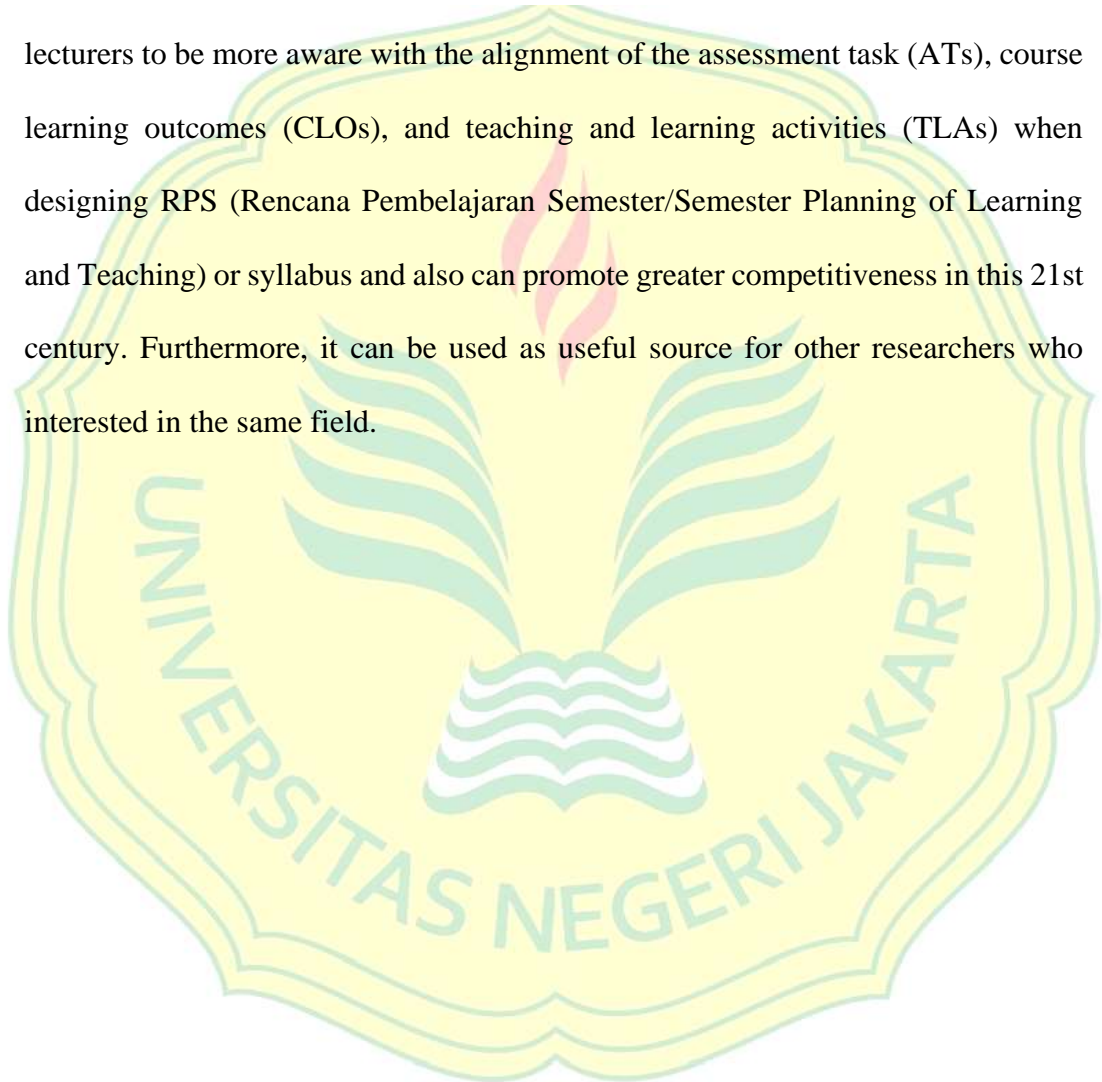 lecturers to be more aware with the alignment of the assessment task (ATs), course
learning outcomes (CLOs), and teaching and learning activities (TLAs) when
designing RPS (Rencana Pembelajaran Semester/Semester Planning of Learning
and Teaching) or syllabus and also can promote greater competitiveness in this 21st
century. Furthermore, it can be used as useful source for other researchers who
interested in the same field.
UNIVERSITAS NEGERI JAKARTA